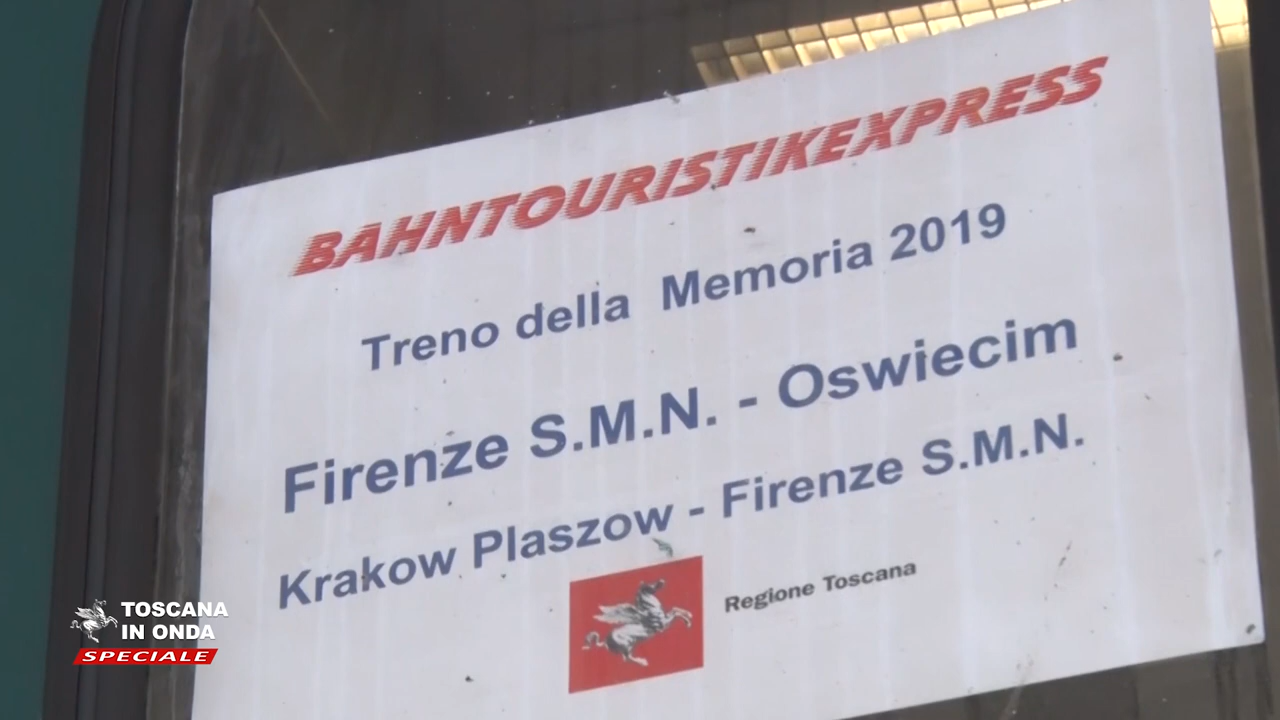 BAHNTOURISTIKEXPRESS
Treno della Memoria 2019
Firenze S.M.N. - Oswiecim
Krakow Plaszow - Firenze S.M.N.
Regione Toscana
TOSCANA
IN ONDA
SPECIALE